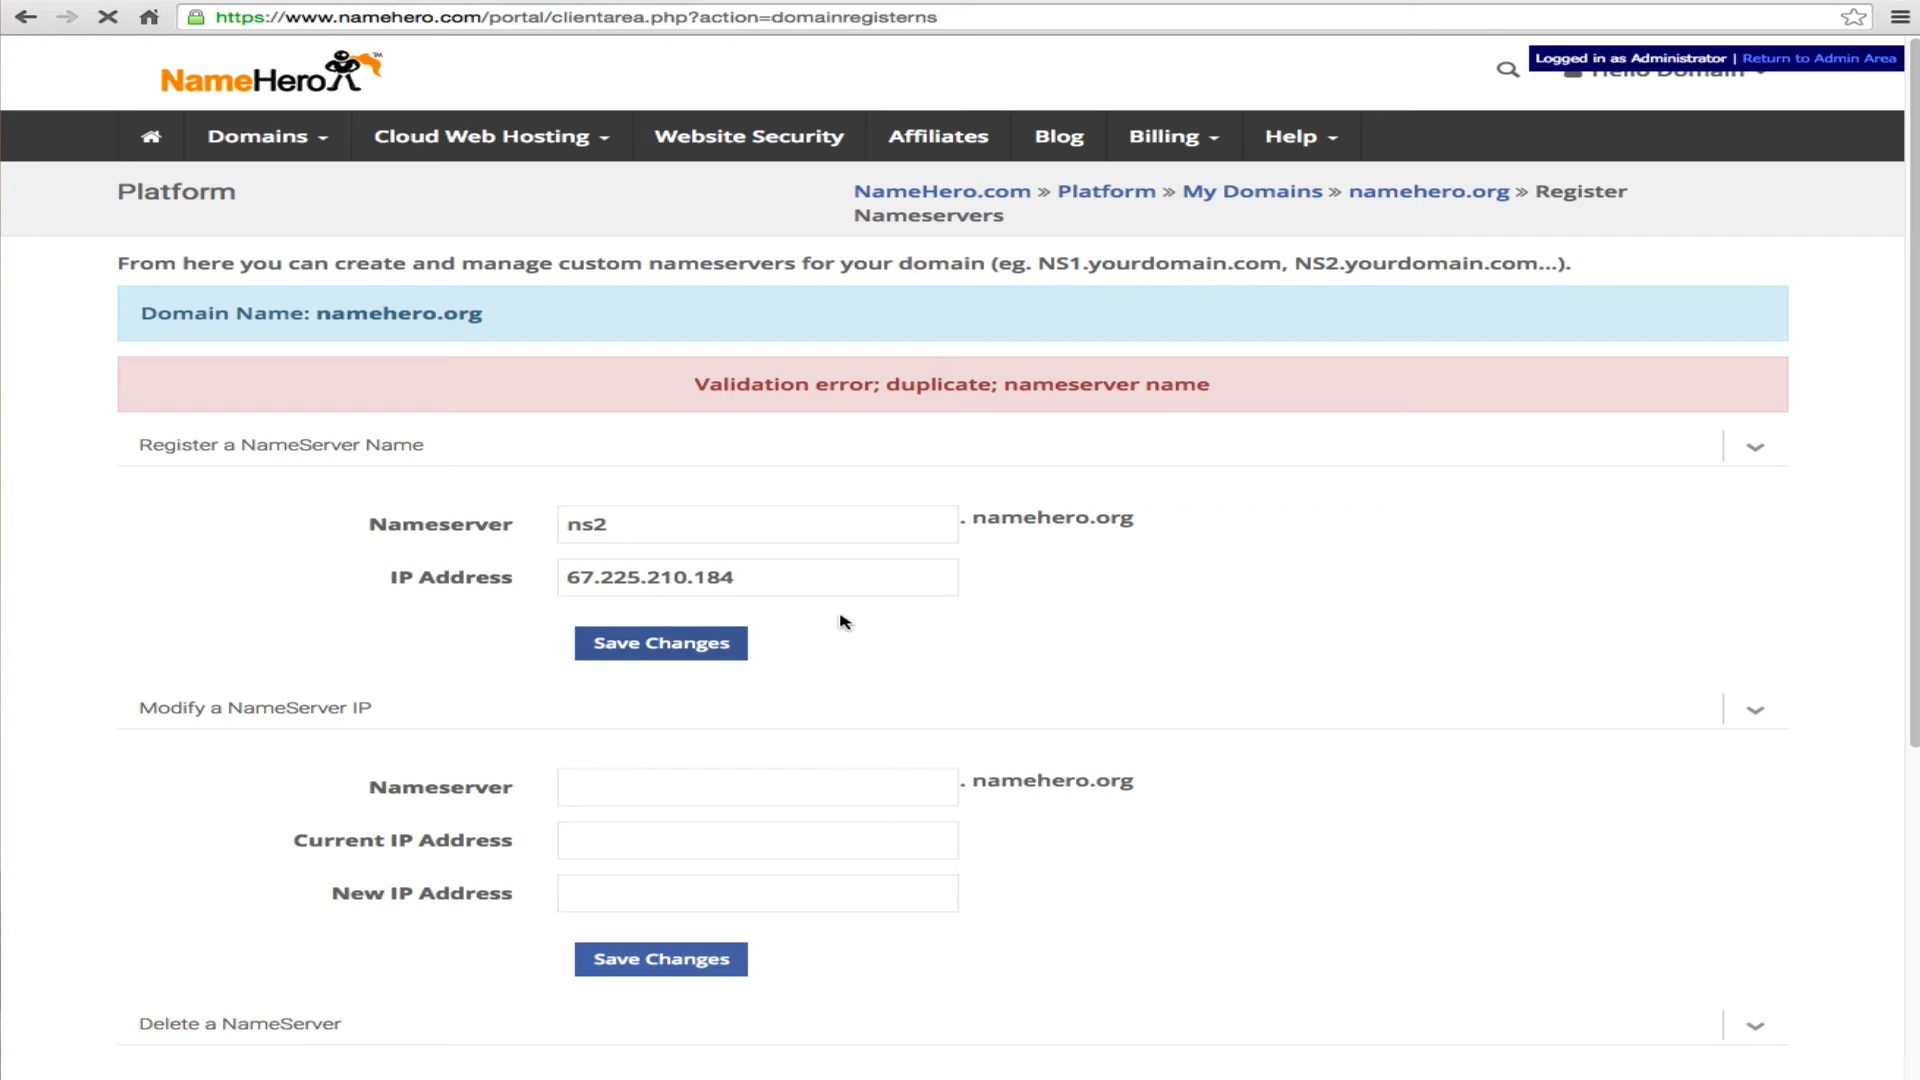 https://www.namehero.com/portal/clientarea.php?action=domainregisterns
NameHero™
Logged in as Administrator | Return to Admin Area
Hello Domain
Domains
Cloud Web Hosting
Website Security
Affiliates
Blog
Billing
Help
Platform
NameHero.com » Platform » My Domains » namehero.org » Register
Nameservers
From here you can create and manage custom nameservers for your domain (eg. NS1.yourdomain.com, NS2.yourdomain.com...).
Domain Name: namehero.org
Validation error; duplicate; nameserver name
Register a NameServer Name
Nameserver ns2 . namehero.org
IP Address 67.225.210.184
Save Changes
Modify a NameServer IP
Nameserver . namehero.org
Current IP Address
New IP Address
Save Changes
Delete a NameServer